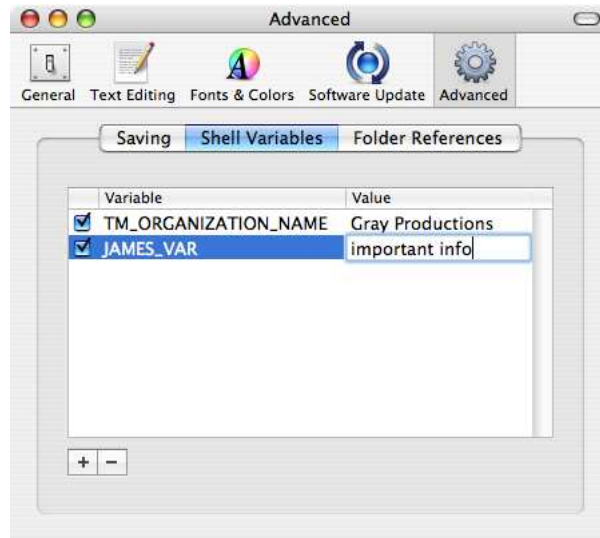 Advanced
General Text Editing Fonts & Colors Software Update Advanced
Saving Shell Variables Folder References
Variable Value
TM_ORGANIZATION_NAME Gray Productions
JAMES_VAR important info
+ −